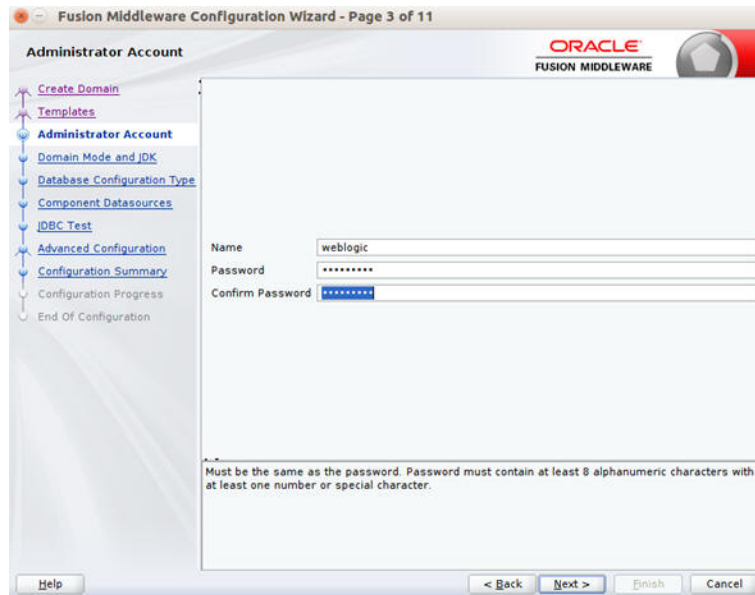 Fusion Middleware Configuration Wizard - Page 3 of 11
Administrator Account
ORACLE
FUSION MIDDLEWARE
Create Domain
Templates
Administrator Account
Domain Mode and JDK
Database Configuration Type
Component Datasources
JDBC Test
Advanced Configuration
Configuration Summary
Configuration Progress
End Of Configuration
Name weblogic
Password •••••••••
Confirm Password •••••••••
Must be the same as the password. Password must contain at least 8 alphanumeric characters with
at least one number or special character.
Help < Back Next > Finish Cancel